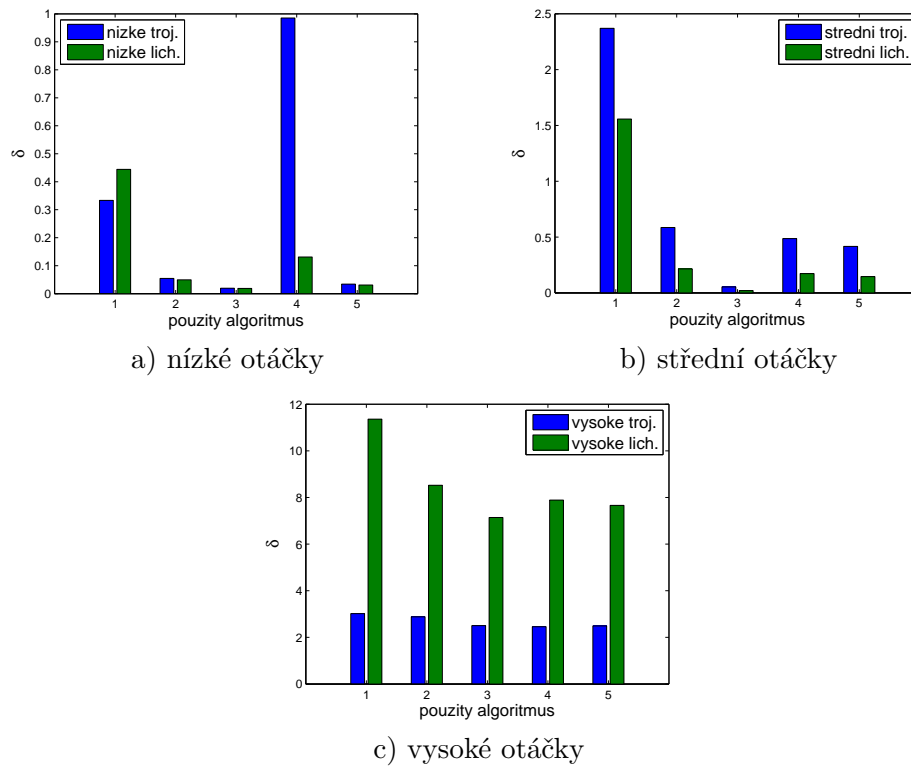 1
0.9
0.8
0.7
0.6
0.5
0.4
0.3
0.2
0.1
0
δ
nizke troj.
nizke lich.
1 2 3 4 5
pouzity algoritmus
a) nízké otáčky
2.5
2
1.5
1
0.5
0
δ
stredni troj.
stredni lich.
1 2 3 4 5
pouzity algoritmus
b) střední otáčky
12
10
8
6
4
2
0
δ
vysoke troj.
vysoke lich.
1 2 3 4 5
pouzity algoritmus
c) vysoké otáčky